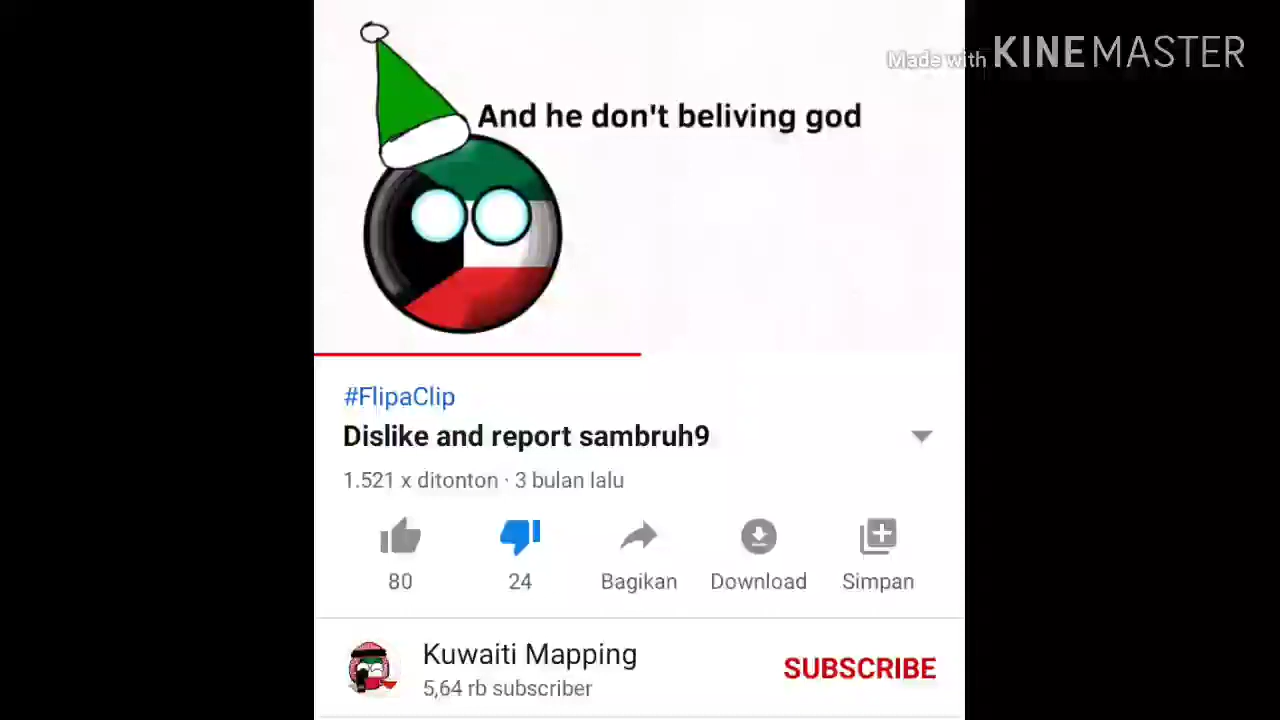 Made with KINEMASTER
And he don't beliving god
#FlipaClip
Dislike and report sambruh9
1.521 x ditonton · 3 bulan lalu
80 24 Bagikan Download Simpan
Kuwaiti Mapping
SUBSCRIBE
5,64 rb subscriber